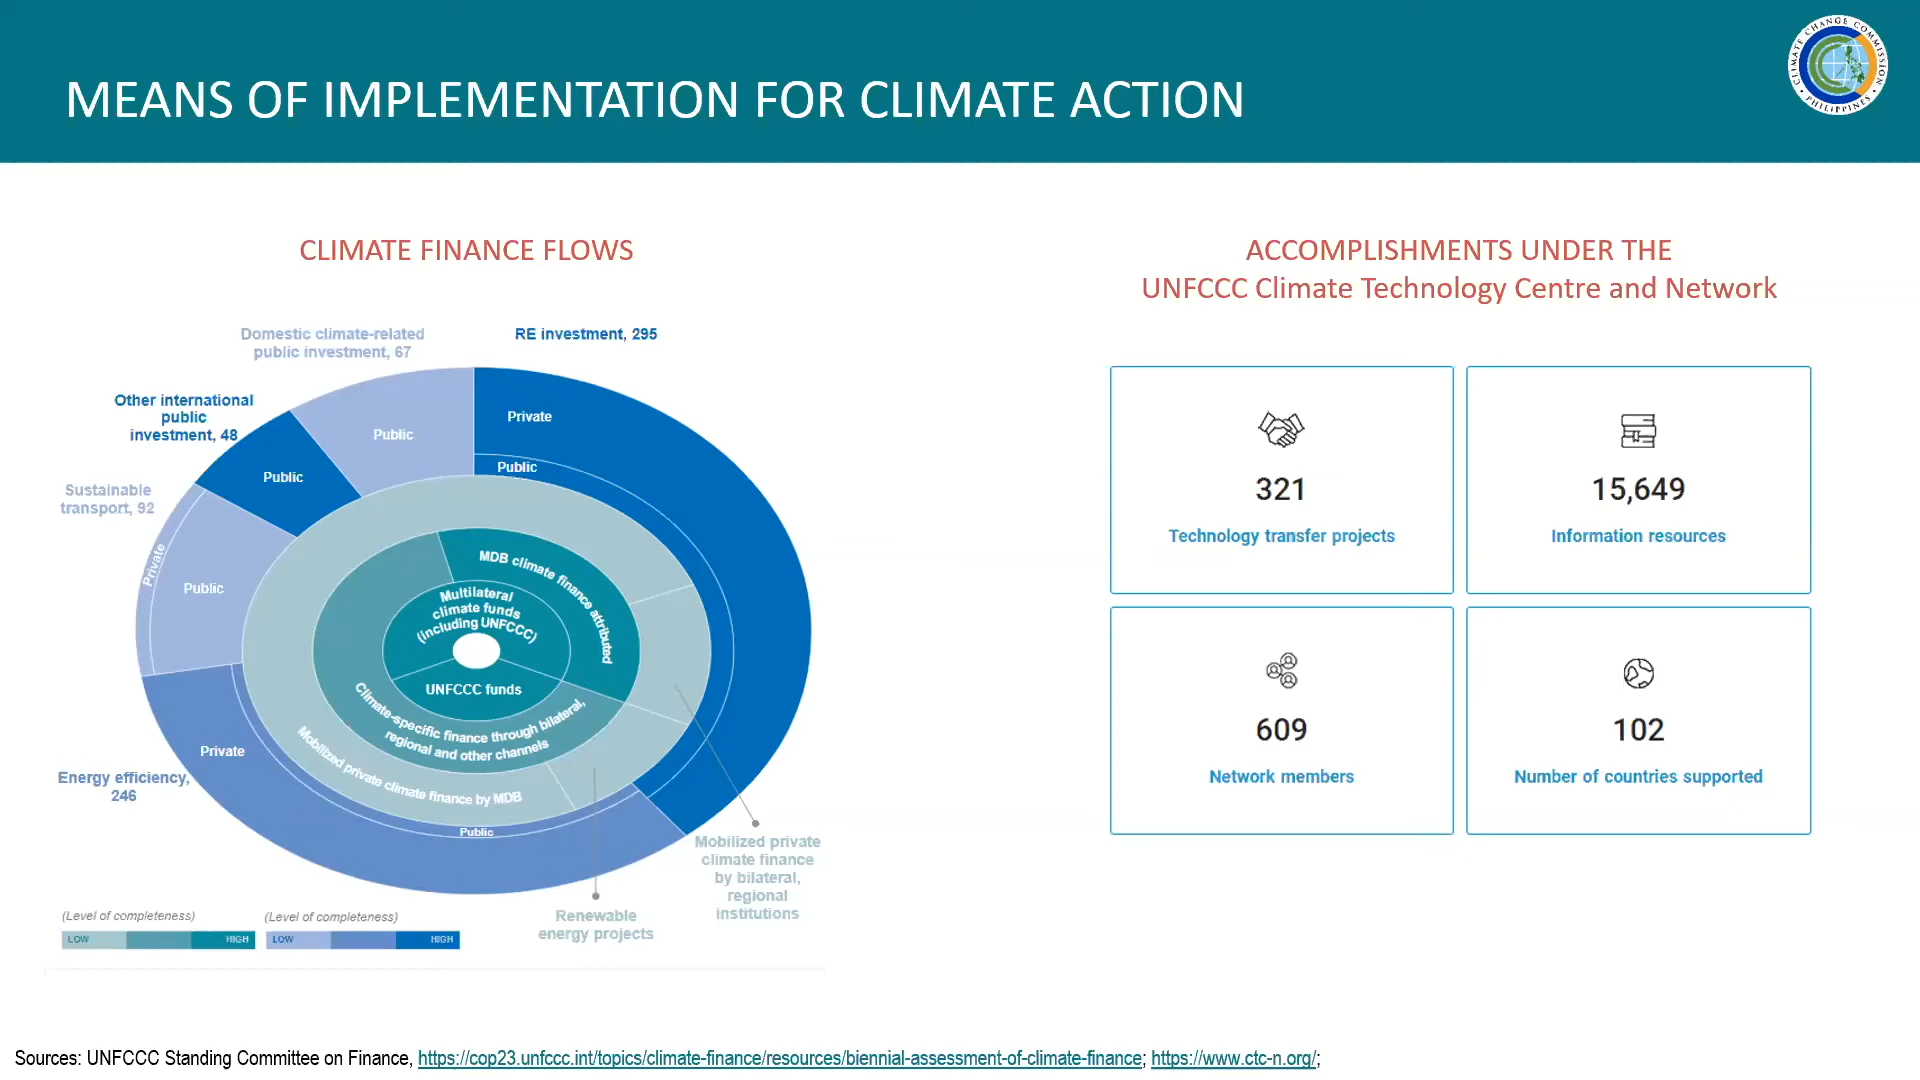 MEANS OF IMPLEMENTATION FOR CLIMATE ACTION
CLIMATE CHANGE COMMISSION
• PHILIPPINES •
CLIMATE FINANCE FLOWS
Domestic climate-related
public investment, 67
RE investment, 295
Other international
public
investment, 48
Sustainable
transport, 92
Energy efficiency,
246
Private
Public
Public
Public
Private
Public
Private
Public
MDB climate finance attributed
Multilateral
climate funds
(including UNFCCC)
UNFCCC funds
Climate-specific finance through bilateral,
regional and other channels
Mobilized private climate finance by MDB
Mobilized private
climate finance
by bilateral,
regional
institutions
Renewable
energy projects
(Level of completeness)
LOW HIGH
(Level of completeness)
LOW HIGH
ACCOMPLISHMENTS UNDER THE
UNFCCC Climate Technology Centre and Network
321
Technology transfer projects
15,649
Information resources
609
Network members
102
Number of countries supported
Sources: UNFCCC Standing Committee on Finance, https://cop23.unfccc.int/topics/climate-finance/resources/biennial-assessment-of-climate-finance; https://www.ctc-n.org/;